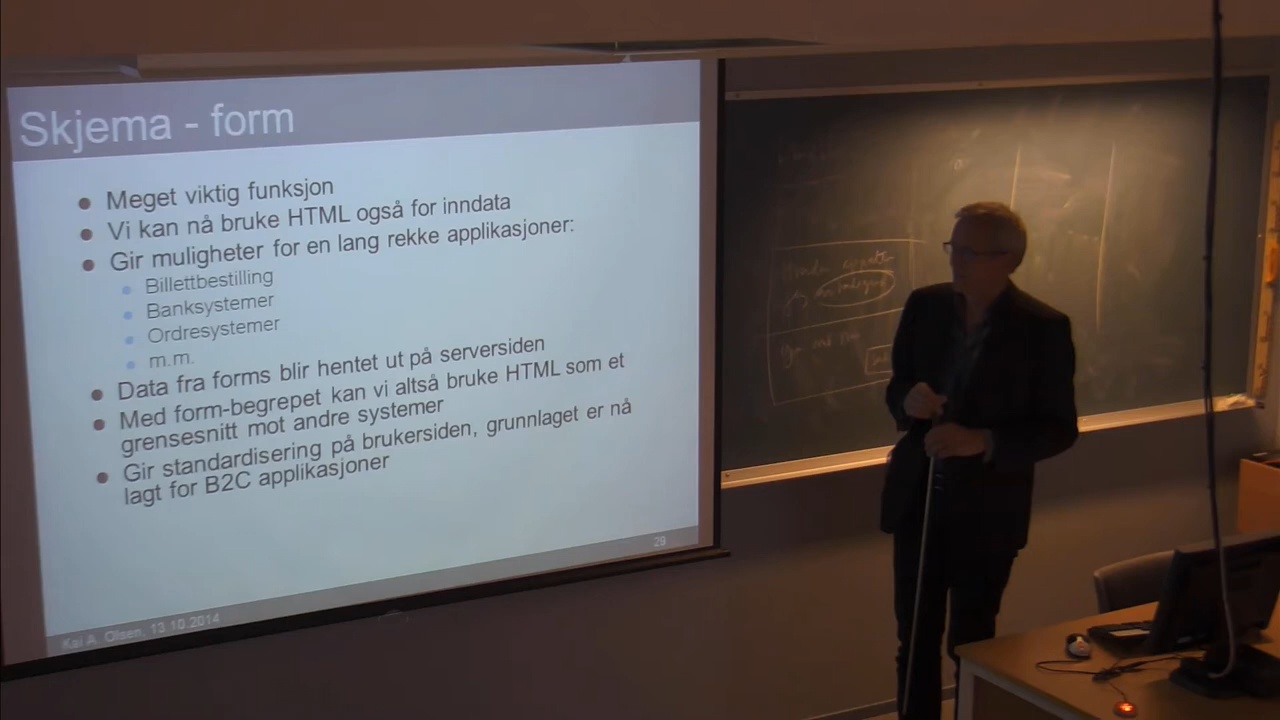 Skjema - form
Meget viktig funksjon
Vi kan nå bruke HTML også for inndata
Gir muligheter for en lang rekke applikasjoner:
Billettbestilling
Banksystemer
Ordresystemer
m.m.
Data fra forms blir hentet ut på serversiden
Med form-begrepet kan vi altså bruke HTML som et
grensesnitt mot andre systemer
Gir standardisering på brukersiden, grunnlaget er nå
lagt for B2C applikasjoner
29
Kai A. Olsen, 13.10.2014